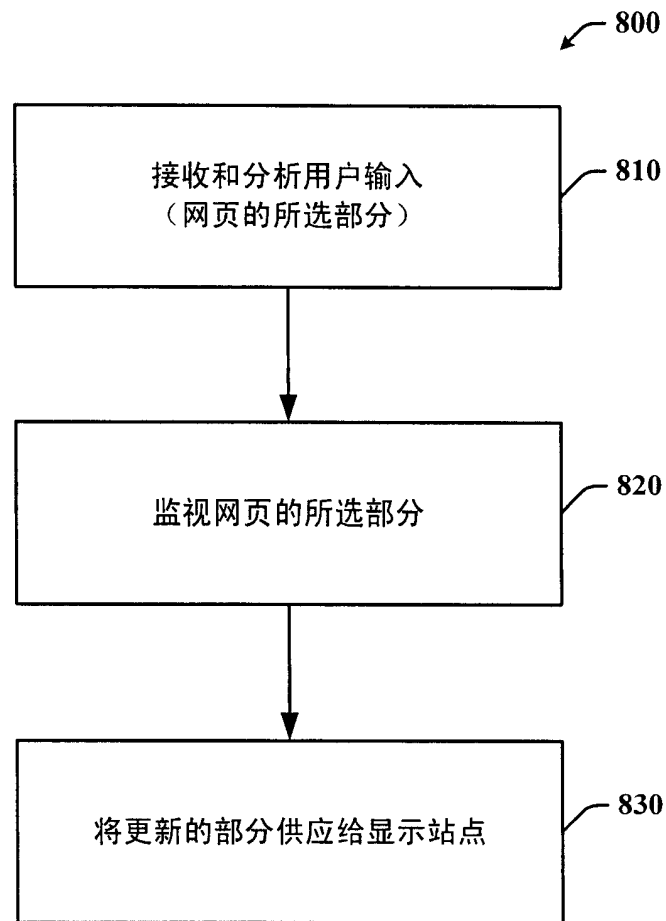 800
接收和分析用户输入
（网页的所选部分）
810
监视网页的所选部分
820
将更新的部分供应给显示站点
830